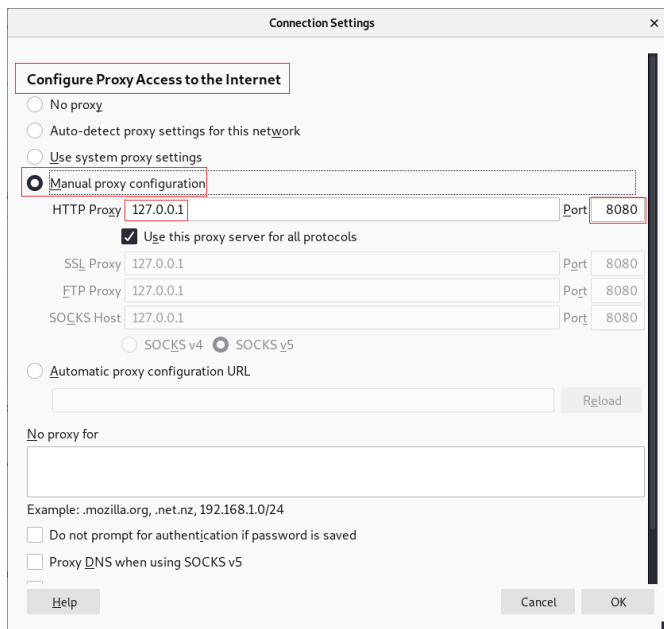 Connection Settings
Configure Proxy Access to the Internet
No proxy
Auto-detect proxy settings for this network
Use system proxy settings
Manual proxy configuration
HTTP Proxy 127.0.0.1 Port 8080
Use this proxy server for all protocols
SSL Proxy 127.0.0.1 Port 8080
FTP Proxy 127.0.0.1 Port 8080
SOCKS Host 127.0.0.1 Port 8080
SOCKS v4 SOCKS v5
Automatic proxy configuration URL
Reload
No proxy for
Example: .mozilla.org, .net.nz, 192.168.1.0/24
Do not prompt for authentication if password is saved
Proxy DNS when using SOCKS v5
Help Cancel OK